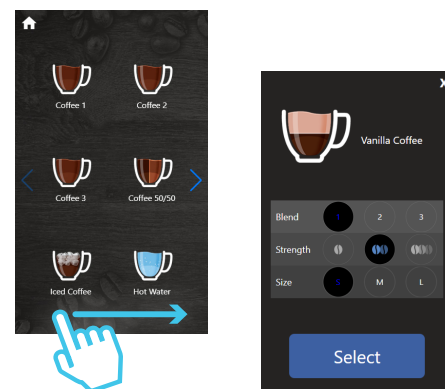 Coffee 1
Coffee 2
Coffee 3
Coffee 50/50
Iced Coffee
Hot Water
X
Vanilla Coffee
Blend 1 2 3
Strength
Size S M L
Select